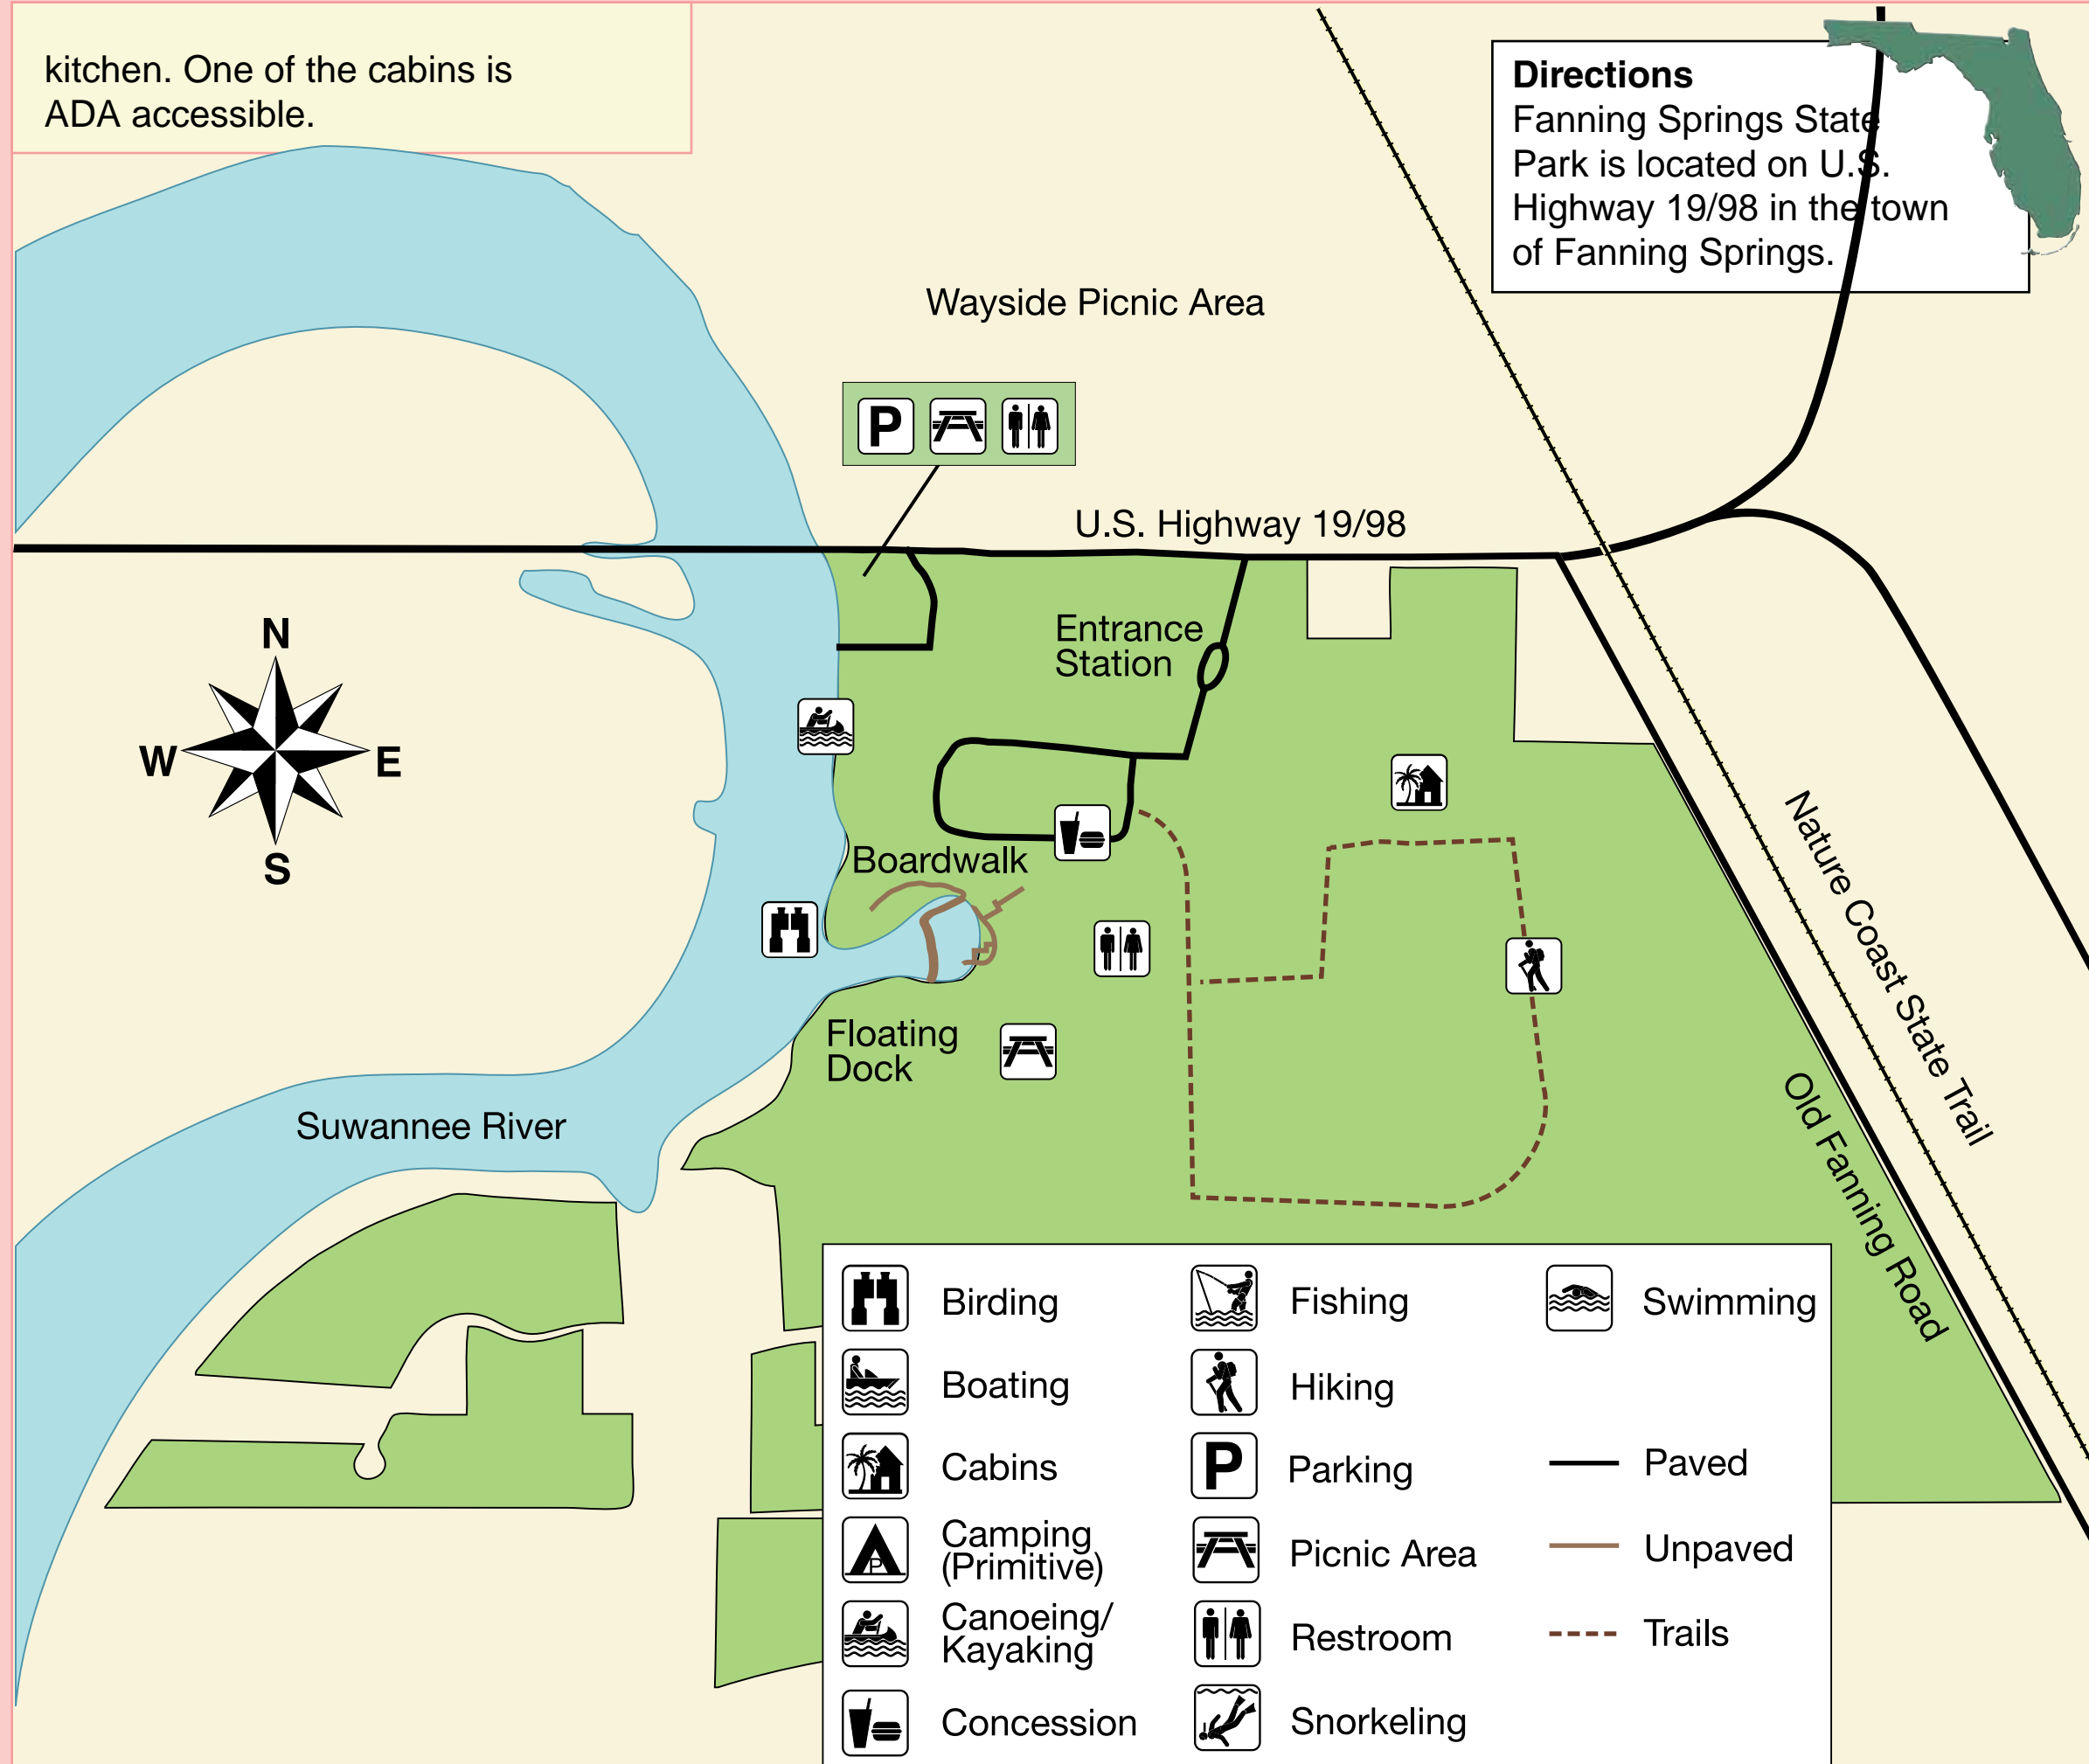 kitchen. One of the cabins is
ADA accessible.
Directions
Fanning Springs State
Park is located on U.S.
Highway 19/98 in the town
of Fanning Springs.
Wayside Picnic Area
P
U.S. Highway 19/98
Entrance
Station
N
W
E
S
Boardwalk
Floating
Dock
Suwannee River
Nature Coast State Trail
Old Fanning Road
Birding
Boating
Cabins
P
Camping
(Primitive)
Canoeing/
Kayaking
Concession
Fishing
Hiking
P
Parking
Picnic Area
Restroom
Snorkeling
Swimming
Paved
Unpaved
Trails